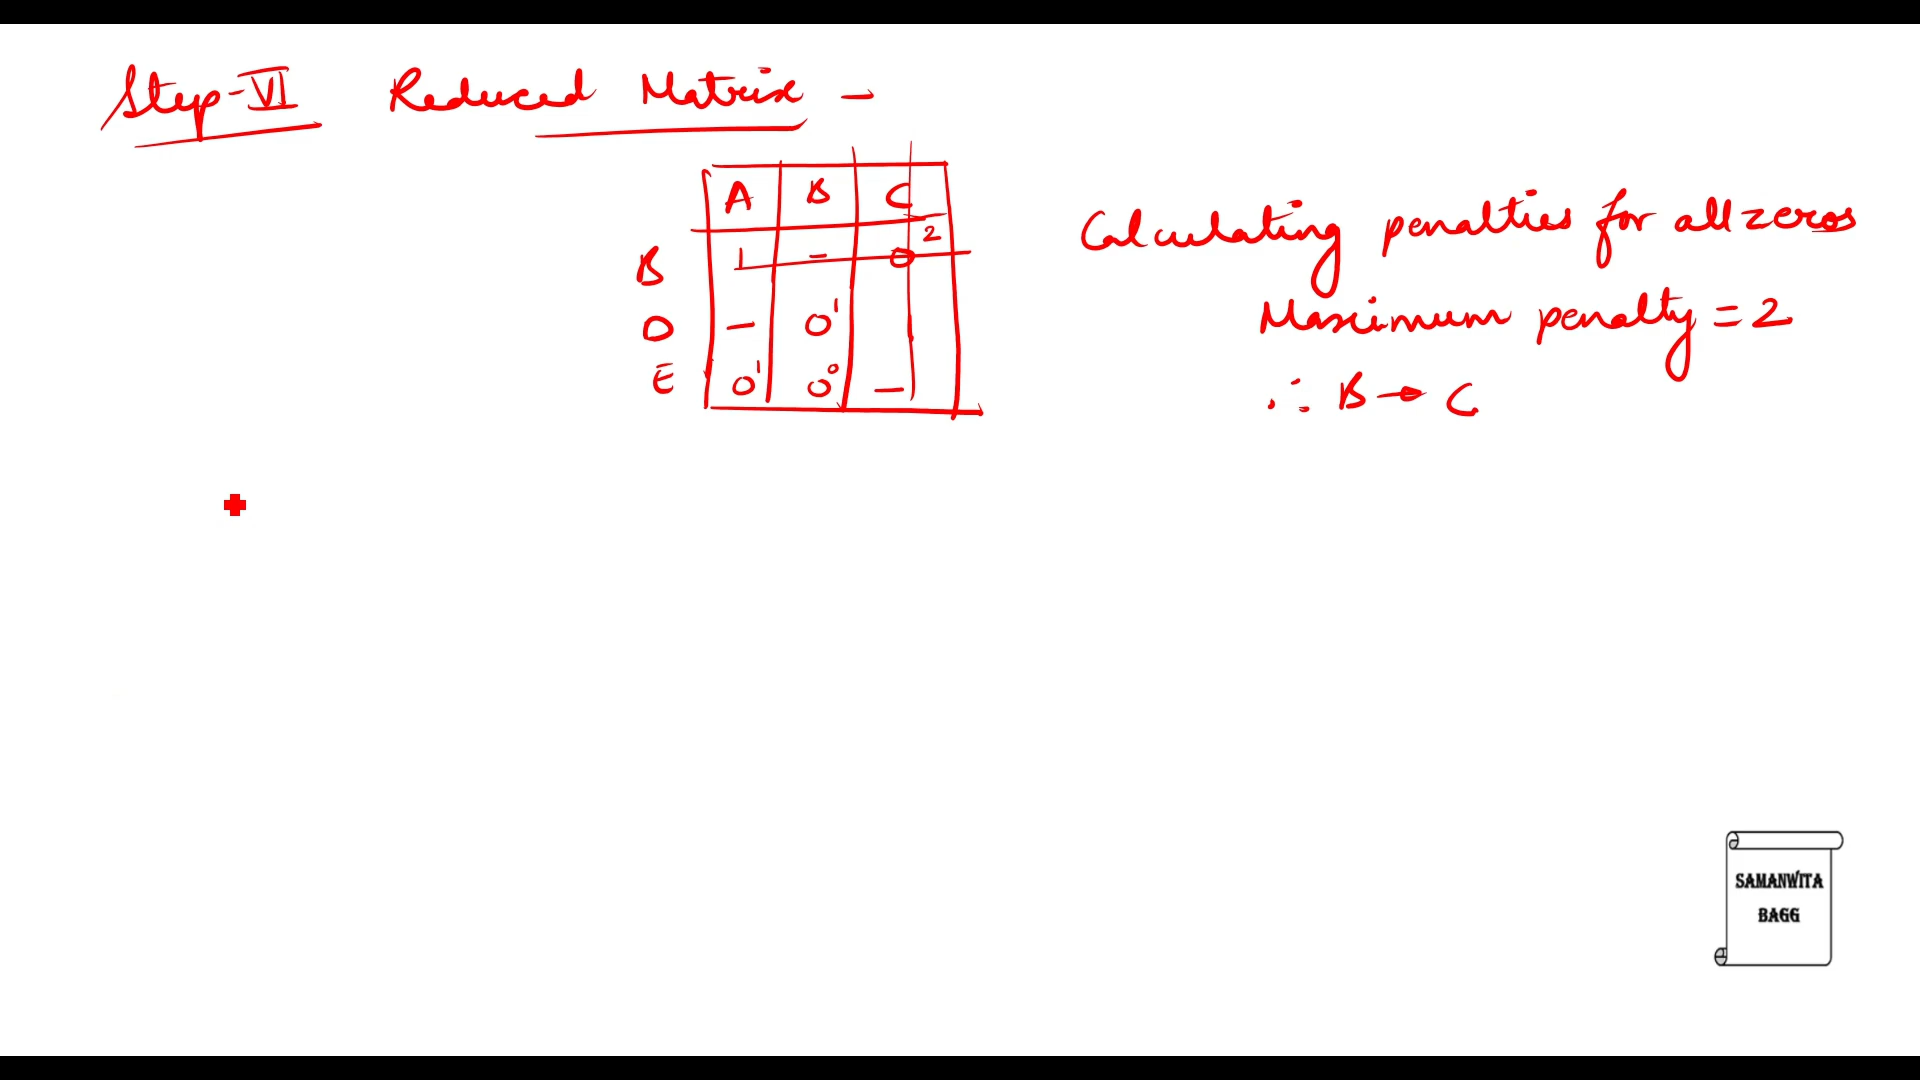 Step-VI Reduced Matrix -
A B C
B 1 - 0 2
D - 0 1
E 0 1 0 0 -
Calculating penalties for all zeros
Maximum penalty = 2
∴ B → C
SAMANWITA
BAGG